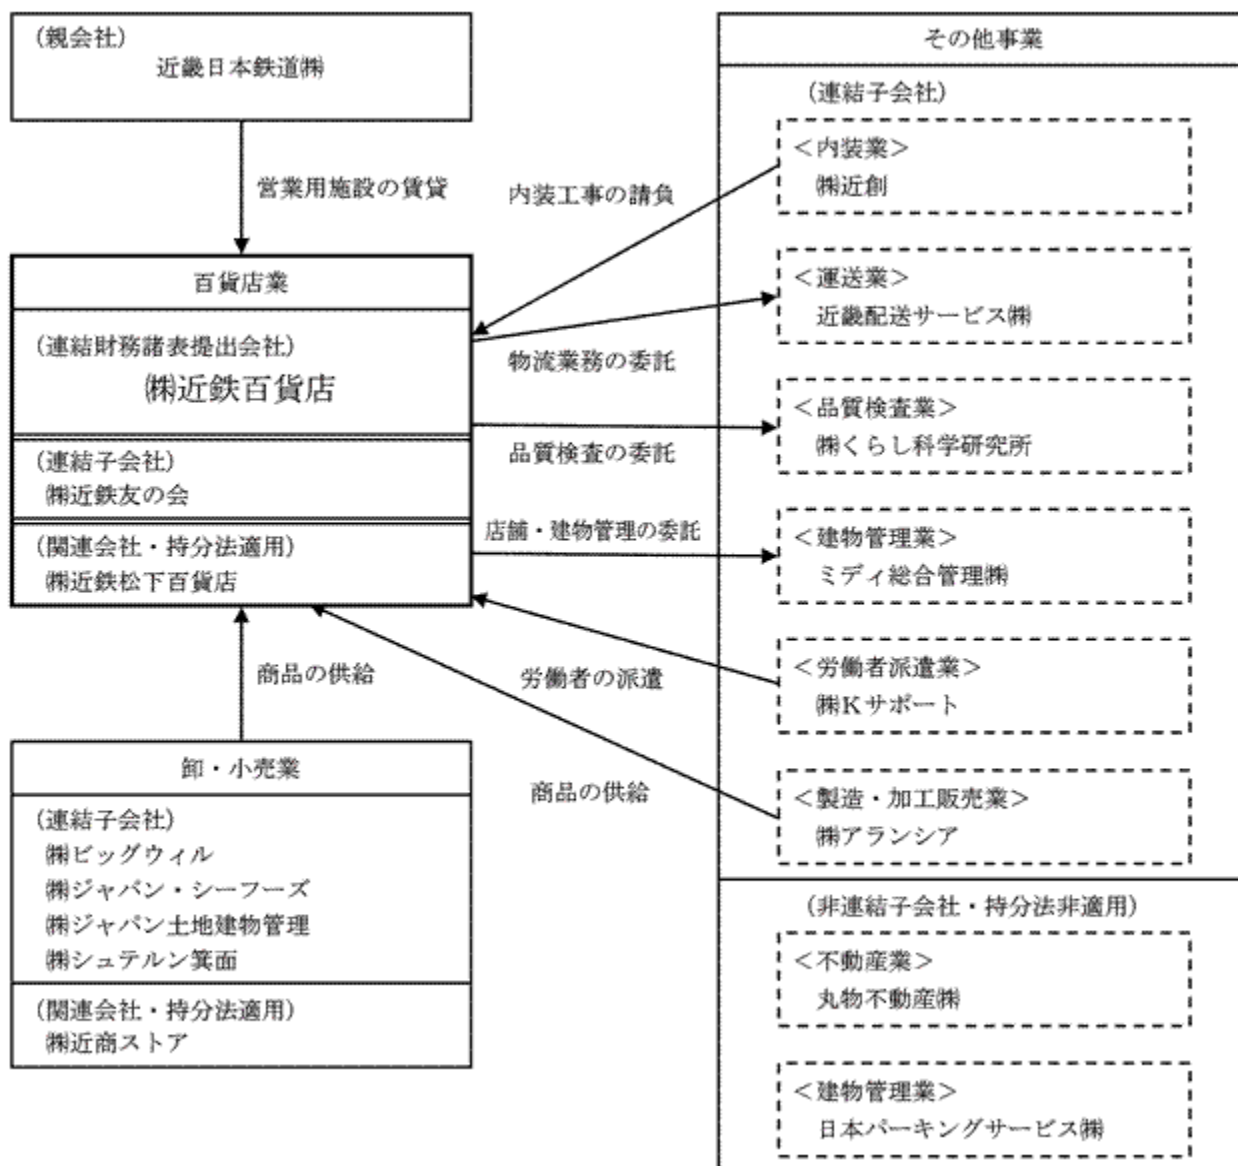 (親会社)
近畿日本鉄道㈱
営業用施設の賃貸
百貨店業
(連結財務諸表提出会社)
㈱近鉄百貨店
(連結子会社)
㈱近鉄友の会
(関連会社・持分法適用)
㈱近鉄松下百貨店
商品の供給
卸・小売業
(連結子会社)
㈱ビッグウィル
㈱ジャパン・シーフーズ
㈱ジャパン土地建物管理
㈱シュテルン箕面
(関連会社・持分法適用)
㈱近商ストア
内装工事の請負
物流業務の委託
品質検査の委託
店舗・建物管理の委託
労働者の派遣
商品の供給
その他事業
(連結子会社)
＜内装業＞
㈱近創
＜運送業＞
近畿配送サービス㈱
＜品質検査業＞
㈱くらし科学研究所
＜建物管理業＞
ミディ総合管理㈱
＜労働者派遣業＞
㈱Kサポート
＜製造・加工販売業＞
㈱アランシア
(非連結子会社・持分法非適用)
＜不動産業＞
丸物不動産㈱
＜建物管理業＞
日本パーキングサービス㈱